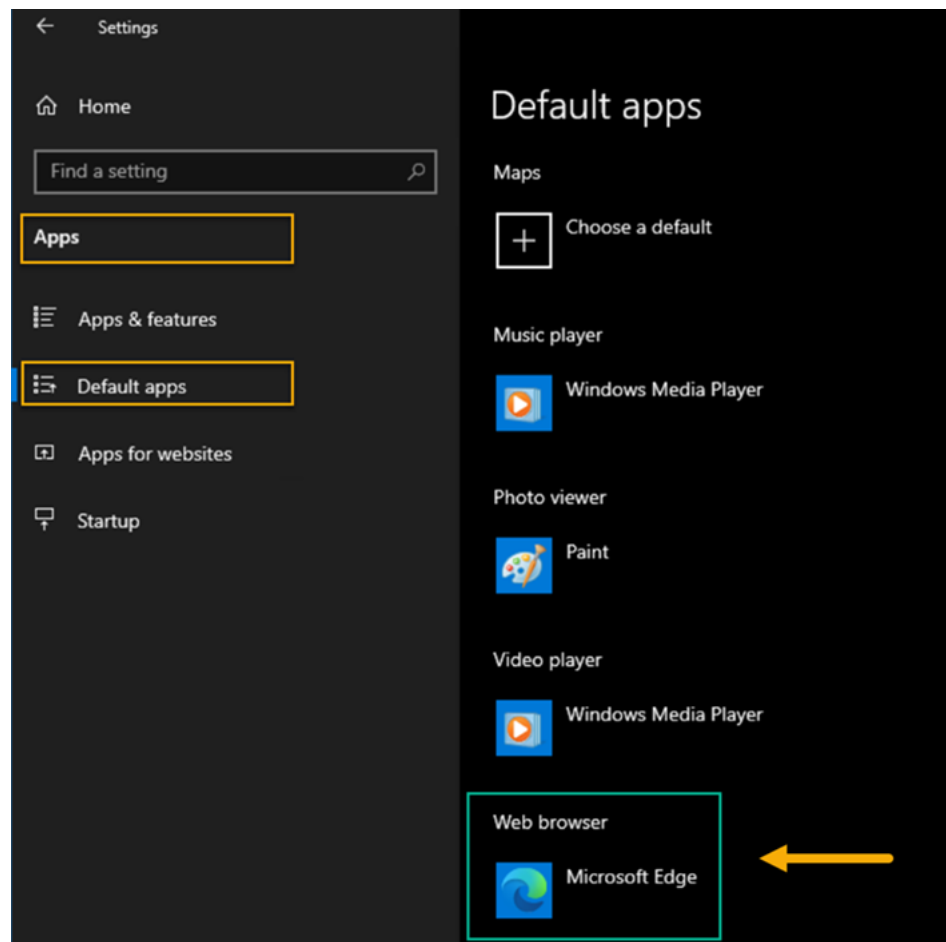 Settings
Home
Find a setting
Apps
Apps & features
Default apps
Apps for websites
Startup
Default apps
Maps
Choose a default
Music player
Windows Media Player
Photo viewer
Paint
Video player
Windows Media Player
Web browser
Microsoft Edge